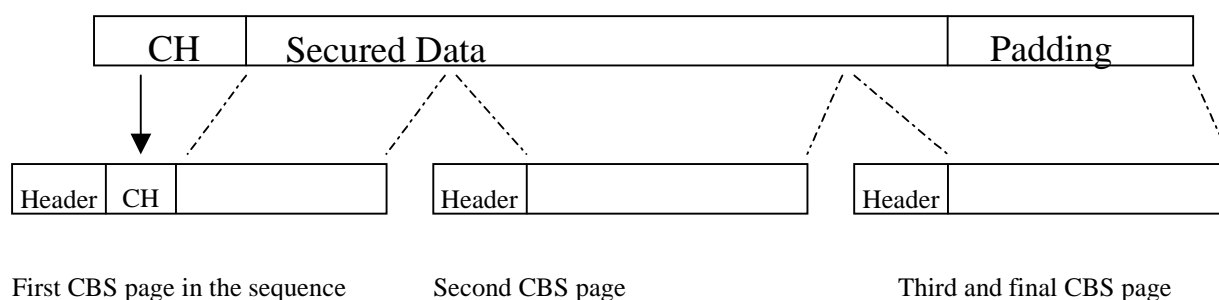 CH Secured Data Padding
Header CH Header Header
First CBS page in the sequence Second CBS page Third and final CBS page